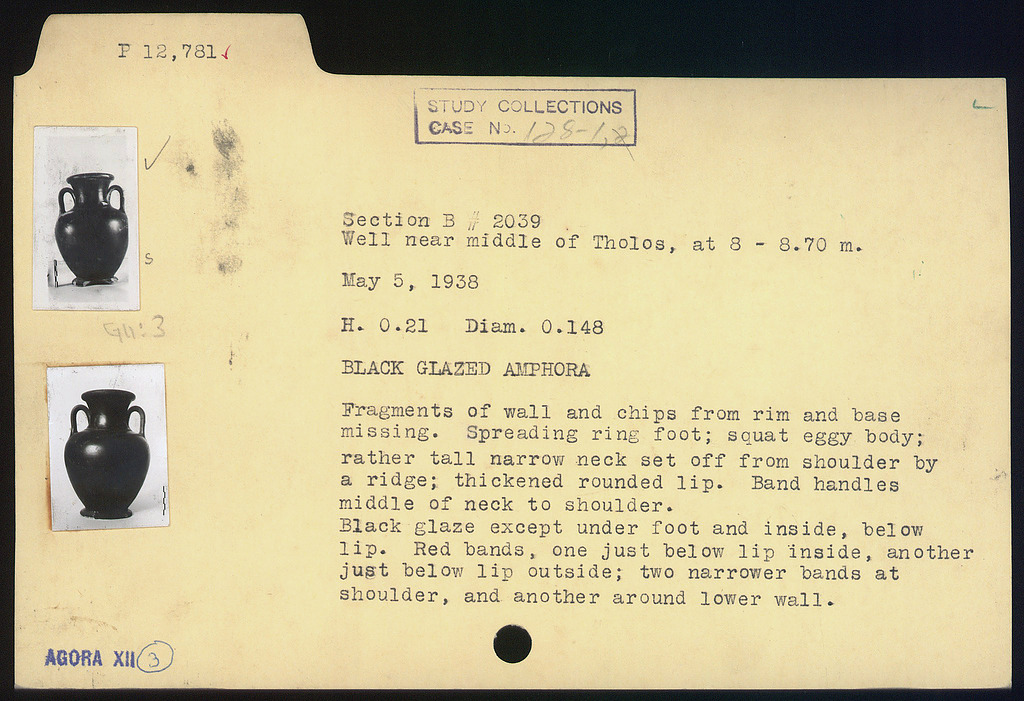 P 12,781
STUDY COLLECTIONS
CASE No. 128-1,2
Section B # 2039
Well near middle of Tholos, at 8 - 8.70 m.
S
May 5, 1938
H. 0.21 Diam. 0.148
G11:3
BLACK GLAZED AMPHORA
Fragments of wall and chips from rim and base
missing. Spreading ring foot; squat eggy body;
rather tall narrow neck set off from shoulder by
a ridge; thickened rounded lip. Band handles
middle of neck to shoulder.
Black glaze except under foot and inside, below
lip. Red bands, one just below lip inside, another
just below lip outside; two narrower bands at
shoulder, and another around lower wall.
AGORA XII 3